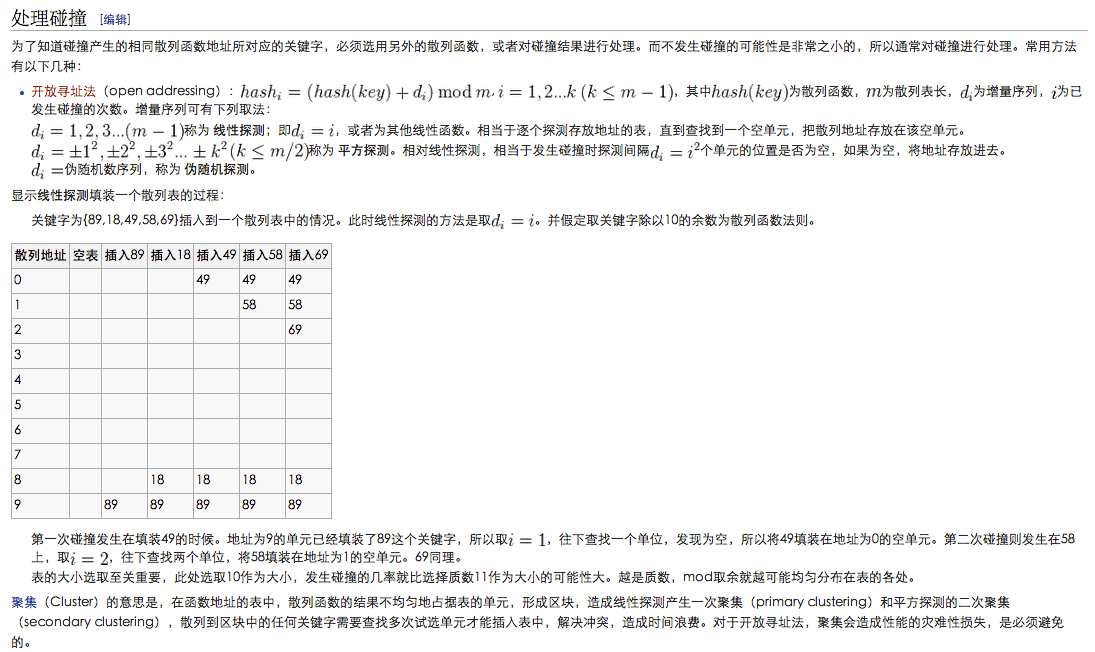 处理碰撞 [编辑]
为了知道碰撞产生的相同散列函数地址所对应的关键字，必须选用另外的散列函数，或者对碰撞结果进行处理。而不发生碰撞的可能性是非常之小的，所以通常对碰撞进行处理。常用方法
有以下几种：
• 开放寻址法（open addressing）：hash_i = (hash(key) + d_i) mod m, i = 1, 2...k (k ≤ m − 1)，其中hash(key)为散列函数，m为散列表长，d_i为增量序列，i为已
发生碰撞的次数。增量序列可有下列取法：
d_i = 1, 2, 3...(m − 1)称为 线性探测；即d_i = i，或者为其他线性函数。相当于逐个探测存放地址的表，直到查找到一个空单元，把散列地址存放在该空单元。
d_i = ±1², ±2², ±3²... ± k² (k ≤ m/2)称为 平方探测。相对线性探测，相当于发生碰撞时探测间隔d_i = i²个单元的位置是否为空，如果为空，将地址存放进去。
d_i =伪随机数序列，称为 伪随机探测。
显示线性探测填装一个散列表的过程：
关键字为{89,18,49,58,69}插入到一个散列表中的情况。此时线性探测的方法是取d_i = i。并假定取关键字除以10的余数为散列函数法则。
散列地址 空表 插入89 插入18 插入49 插入58 插入69
0 49 49 49
1 58 58
2 69
3
4
5
6
7
8 18 18 18 18
9 89 89 89 89 89
第一次碰撞发生在填装49的时候。地址为9的单元已经填装了89这个关键字，所以取i = 1，往下查找一个单位，发现为空，所以将49填装在地址为0的空单元。第二次碰撞则发生在58
上，取i = 2，往下查找两个单位，将58填装在地址为1的空单元。69同理。
表的大小选取至关重要，此处选取10作为大小，发生碰撞的几率就比选择质数11作为大小的可能性大。越是质数，mod取余就越可能均匀分布在表的各处。
聚集（Cluster）的意思是，在函数地址的表中，散列函数的结果不均匀地占据表的单元，形成区块，造成线性探测产生一次聚集（primary clustering）和平方探测的二次聚集
（secondary clustering），散列到区块中的任何关键字需要查找多次试选单元才能插入表中，解决冲突，造成时间浪费。对于开放寻址法，聚集会造成性能的灾难性损失，是必须避免
的。